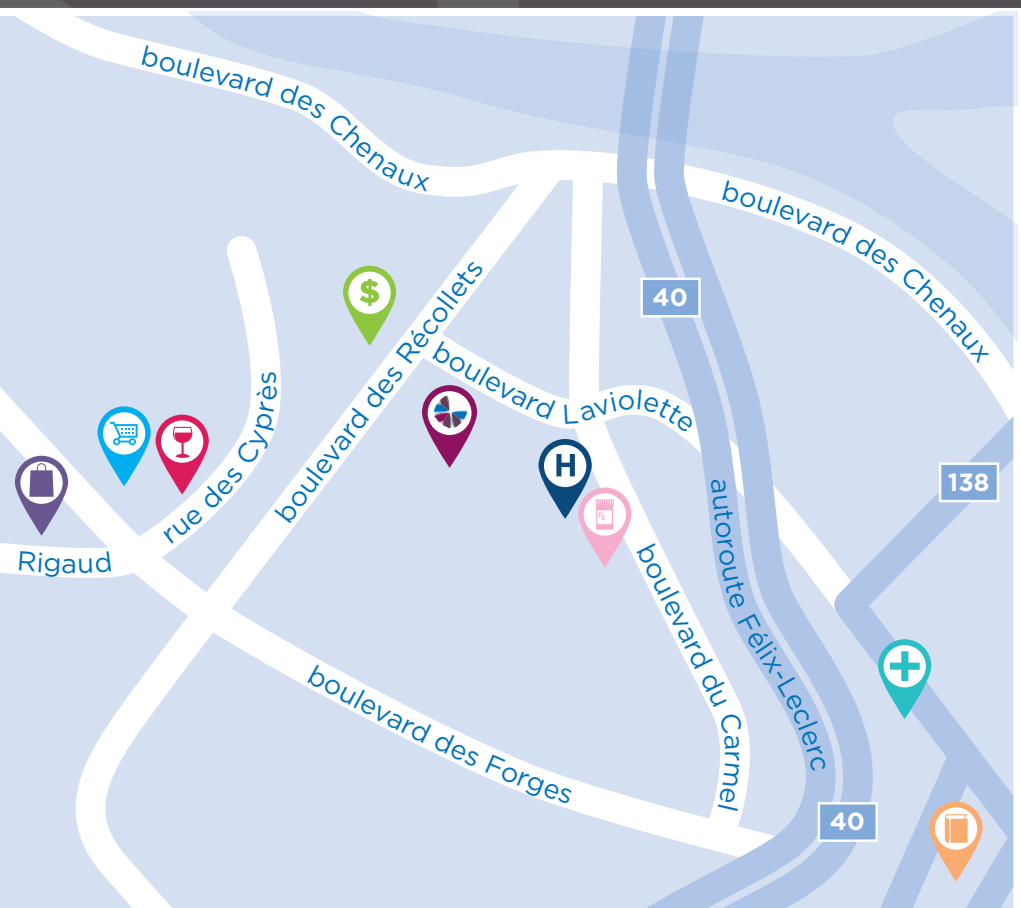 boulevard des Chenaux
boulevard des Chenaux
40
$
boulevard des Récollets
boulevard Laviolette
rue des Cyprès
H
138
Rx
autoroute Félix-Leclerc
Rigaud
boulevard du Carmel
boulevard des Forges
40